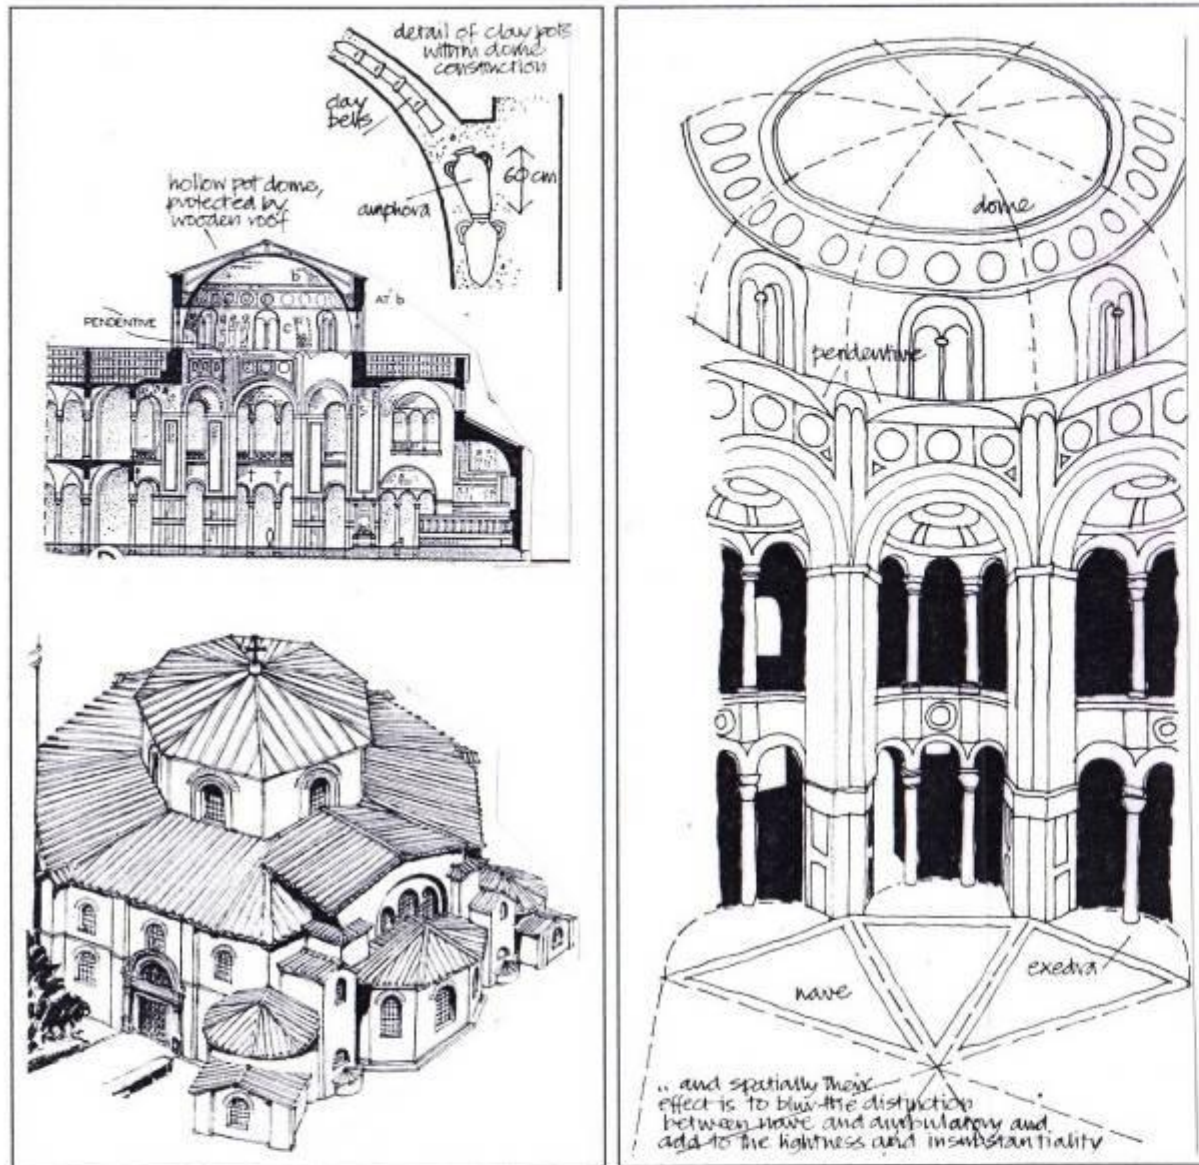 detail of clay pots
within dome
construction
clay
bells
60 cm
amphora
hollow pot dome,
protected by
wooden roof
b
AT b
PENDENTIVE
c
dome
pendentive
nave
exedra
.. and spatially their
effect is to blur the distinction
between nave and ambulatory and
add to the lightness and insubstantiality